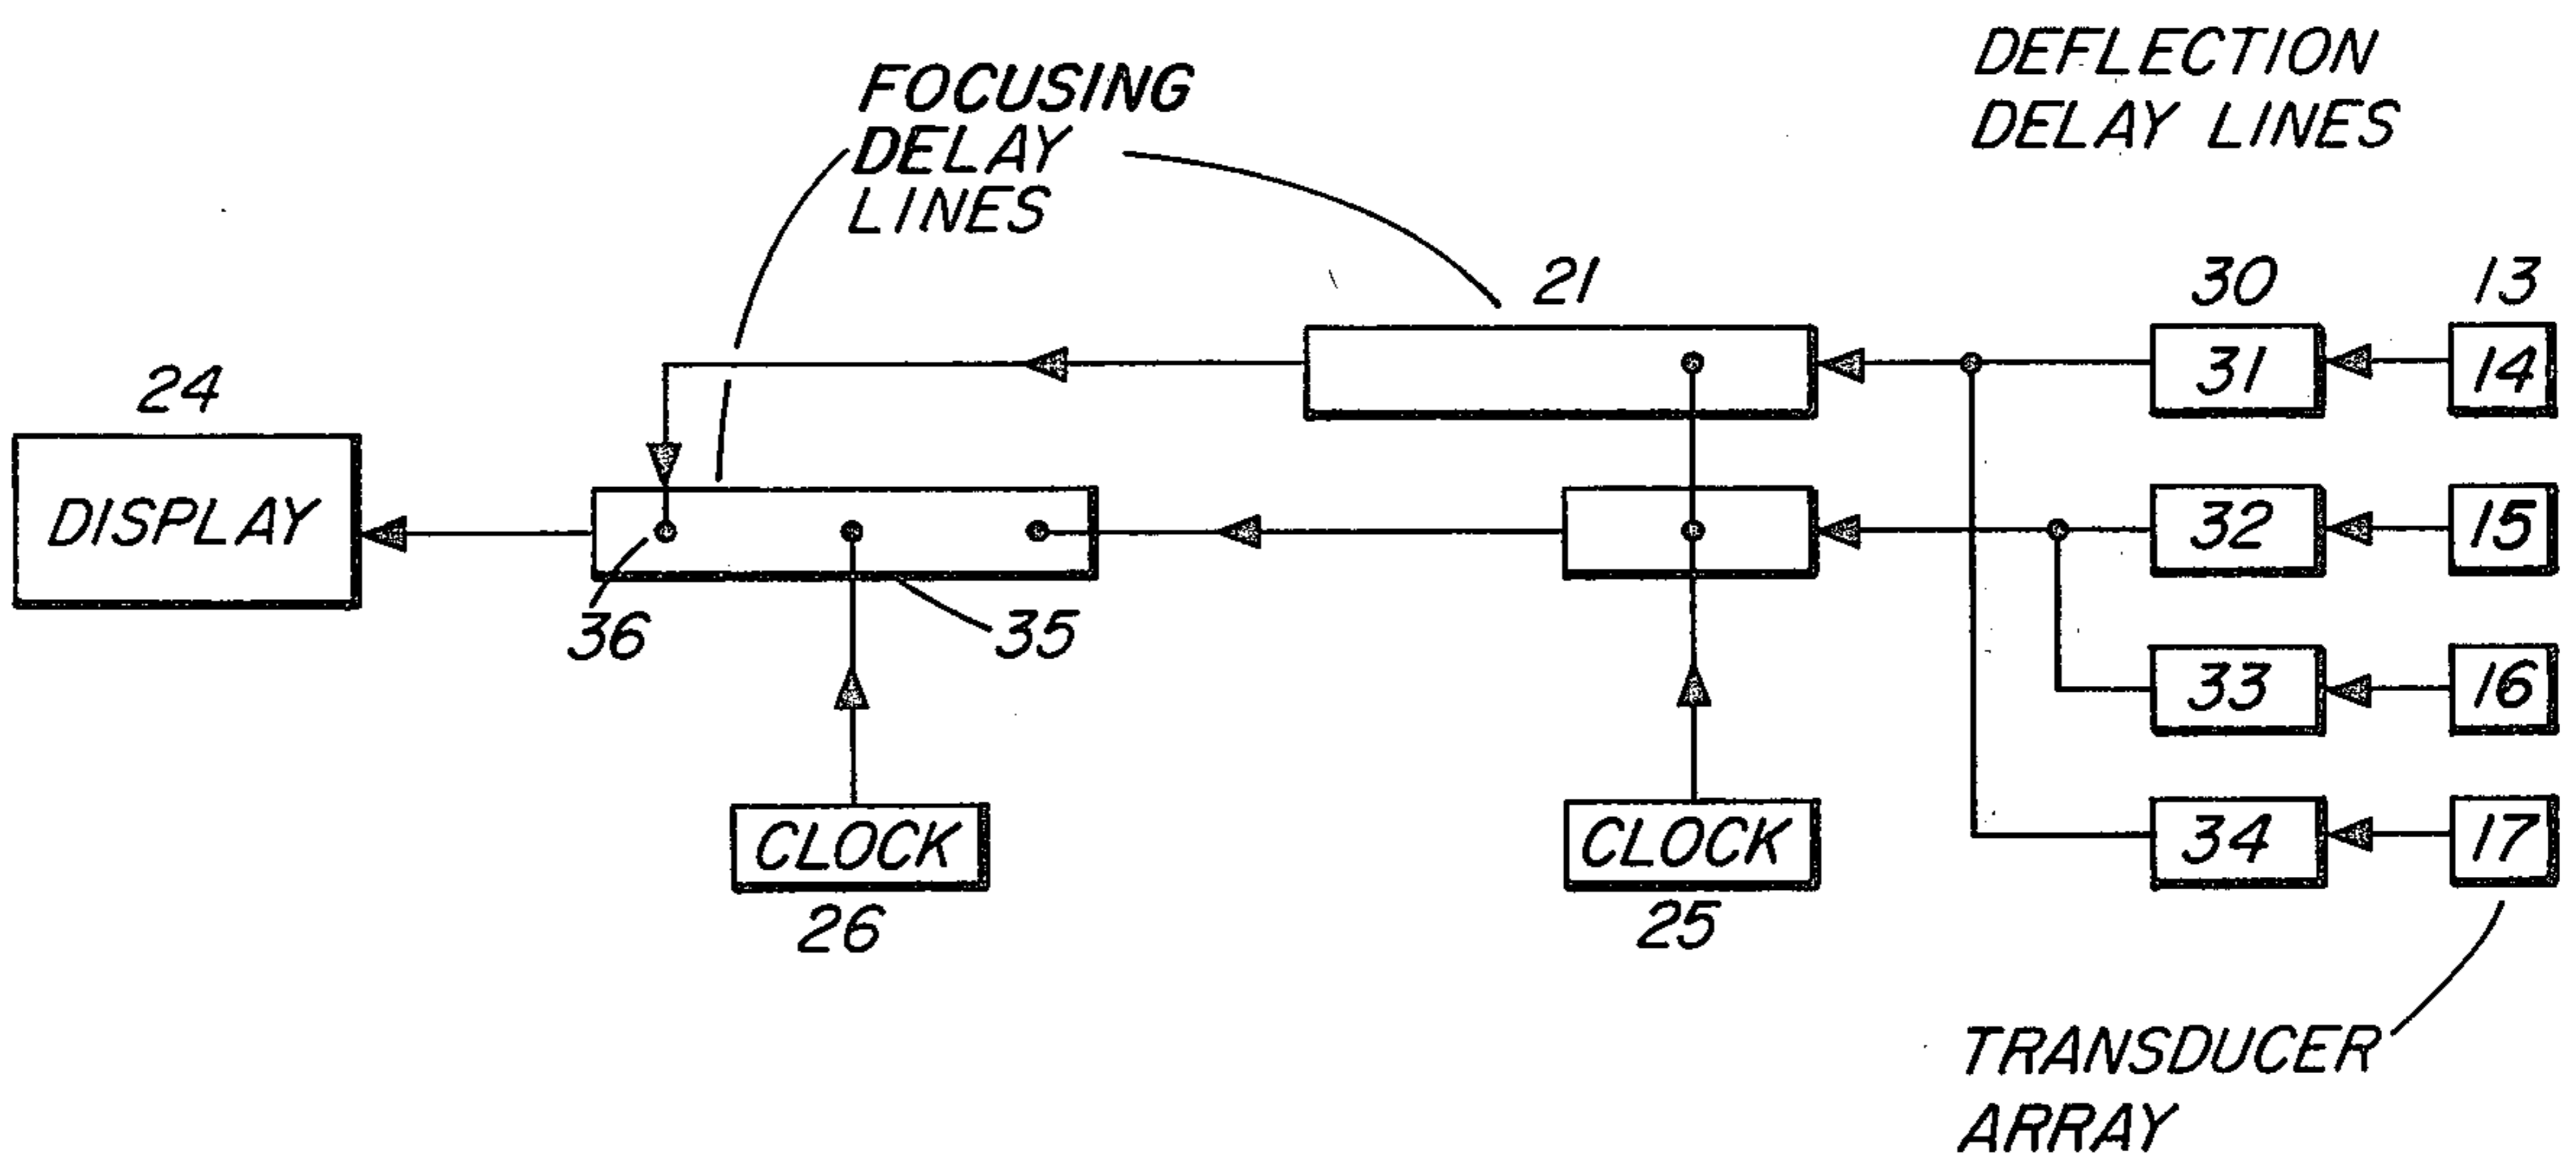 DEFLECTION
DELAY LINES
FOCUSING
DELAY
LINES
21
30
13
24
31
14
DISPLAY
32
15
36
35
33
16
CLOCK
CLOCK
34
17
26
25
TRANSDUCER
ARRAY